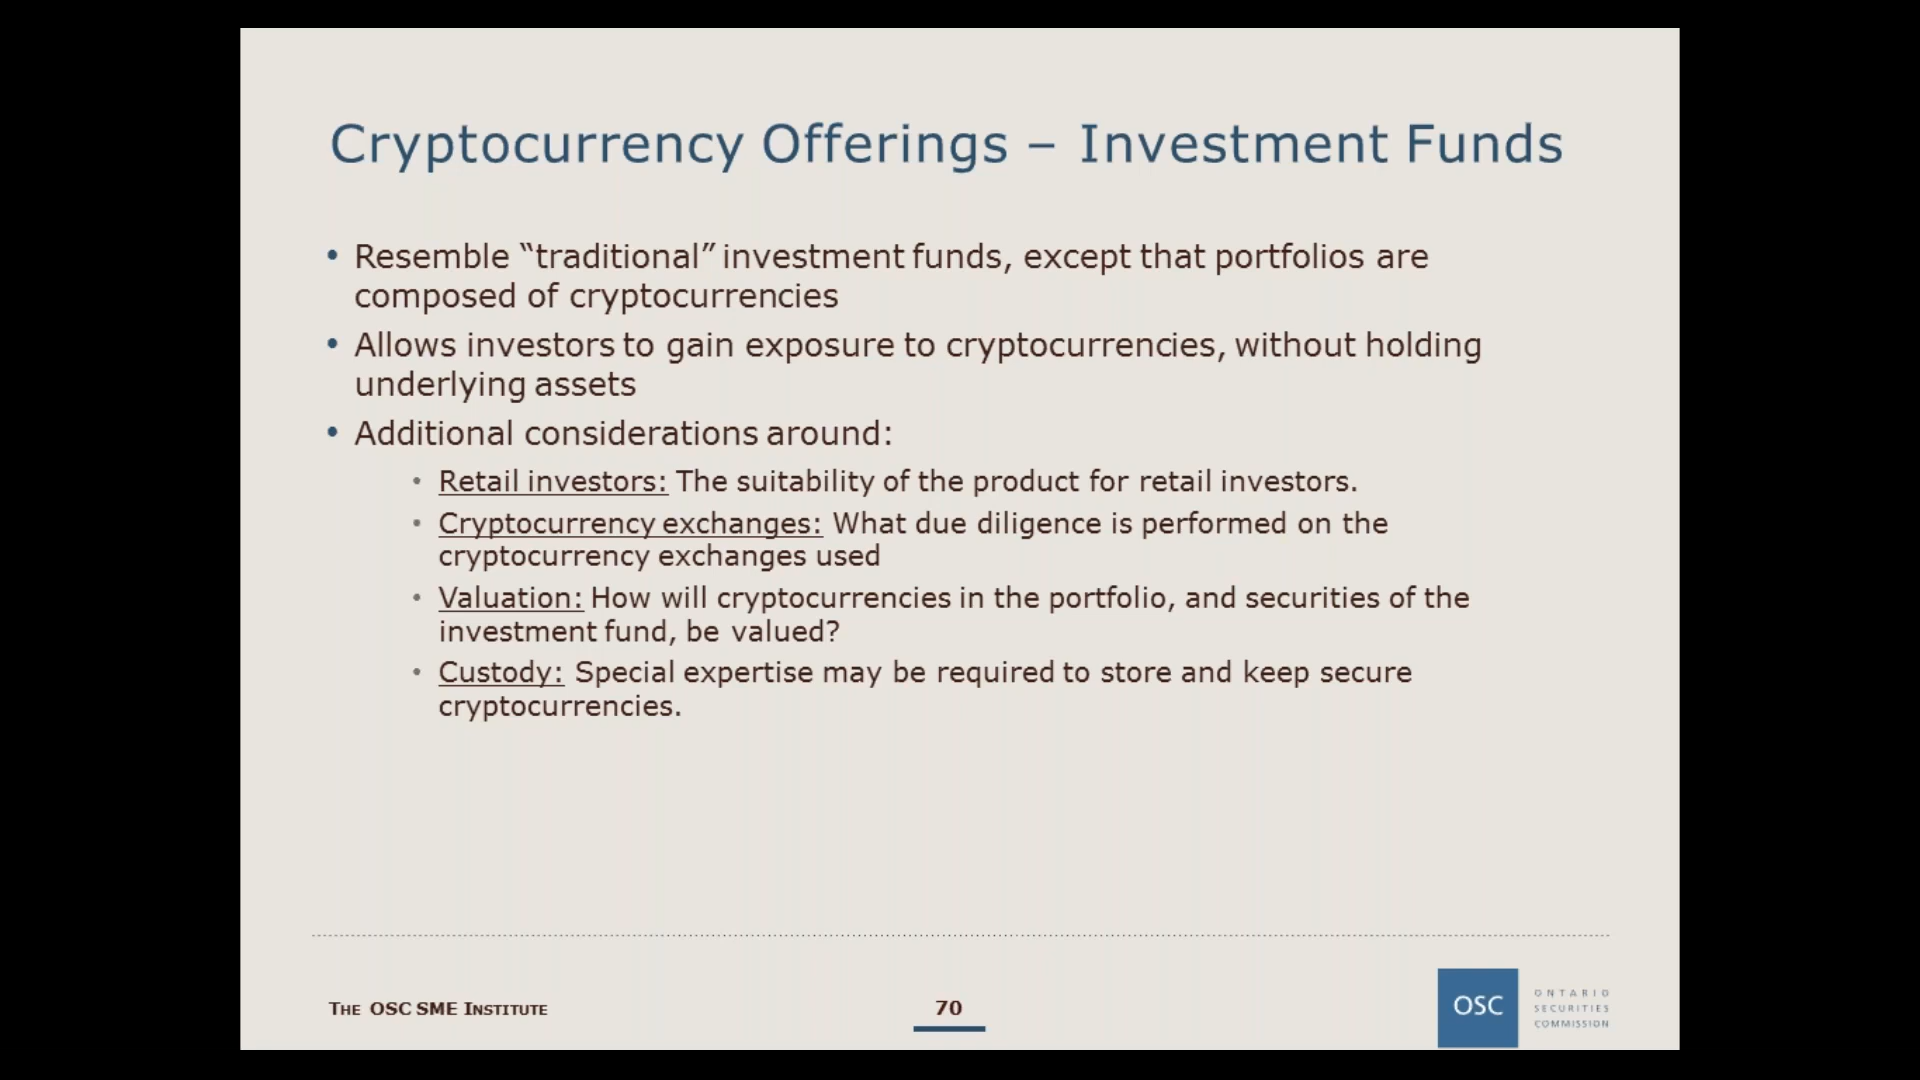 Cryptocurrency Offerings – Investment Funds
• Resemble “traditional” investment funds, except that portfolios are
composed of cryptocurrencies
• Allows investors to gain exposure to cryptocurrencies, without holding
underlying assets
• Additional considerations around:
• Retail investors: The suitability of the product for retail investors.
• Cryptocurrency exchanges: What due diligence is performed on the
cryptocurrency exchanges used
• Valuation: How will cryptocurrencies in the portfolio, and securities of the
investment fund, be valued?
• Custody: Special expertise may be required to store and keep secure
cryptocurrencies.
THE OSC SME INSTITUTE
70
OSC
ONTARIO
SECURITIES
COMMISSION